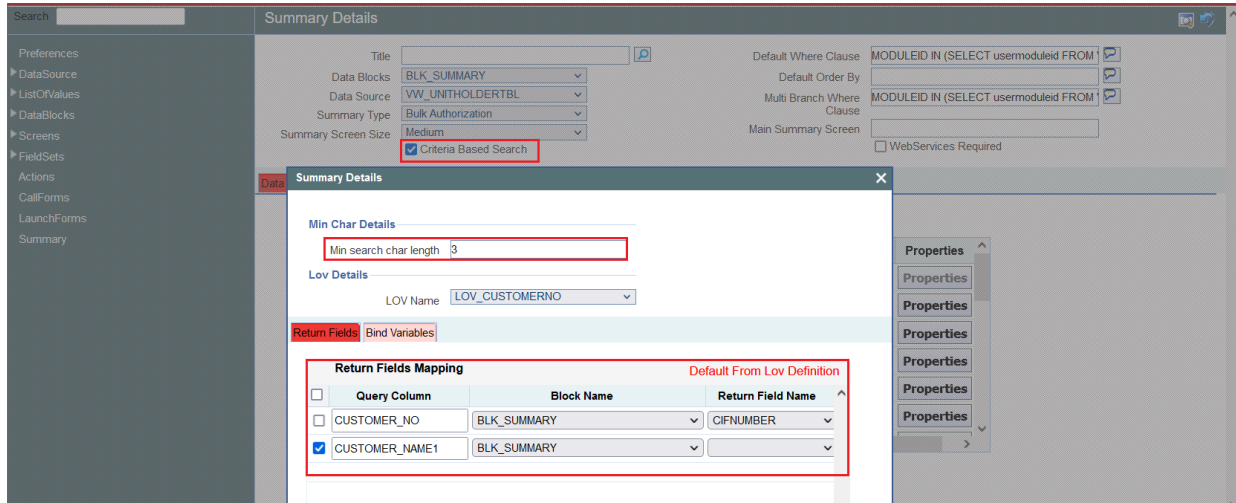 Search
Summary Details
Preferences
DataSource
ListOfValues
DataBlocks
Screens
FieldSets
Actions
CallForms
LaunchForms
Summary
Title
Data Blocks BLK_SUMMARY
Data Source VW_UNITHOLDERTBL
Summary Type Bulk Authorization
Summary Screen Size Medium
Criteria Based Search
Default Where Clause MODULEID IN (SELECT usermoduleid FROM
Default Order By
Multi Branch Where Clause MODULEID IN (SELECT usermoduleid FROM
Main Summary Screen
WebServices Required
Data
Summary Details
Min Char Details
Min search char length 3
Lov Details
LOV Name LOV_CUSTOMERNO
Return Fields Bind Variables
Return Fields Mapping Default From Lov Definition
Query Column Block Name Return Field Name
CUSTOMER_NO BLK_SUMMARY CIFNUMBER
CUSTOMER_NAME1 BLK_SUMMARY
Properties
Properties
Properties
Properties
Properties
Properties
Properties